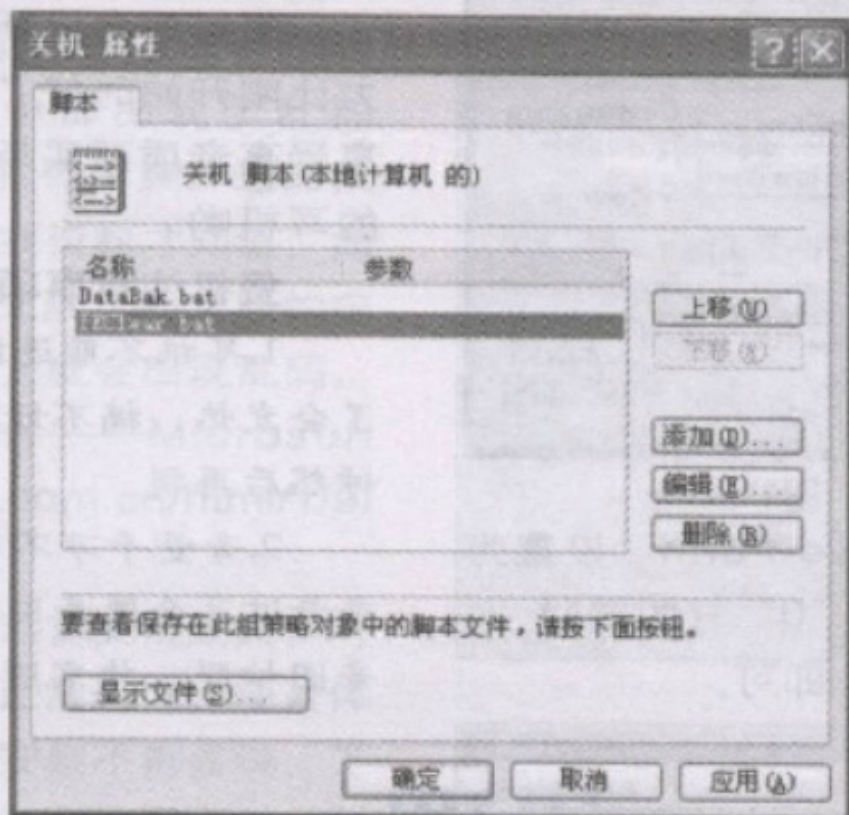 关机 属性
脚本
关机 脚本(本地计算机 的)
名称 参数
DataBak.bat
上移(U)
下移(N)
添加(D)...
编辑(E)...
删除(R)
要查看保存在此组策略对象中的脚本文件，请按下面按钮。
显示文件(S)...
确定 取消 应用(A)